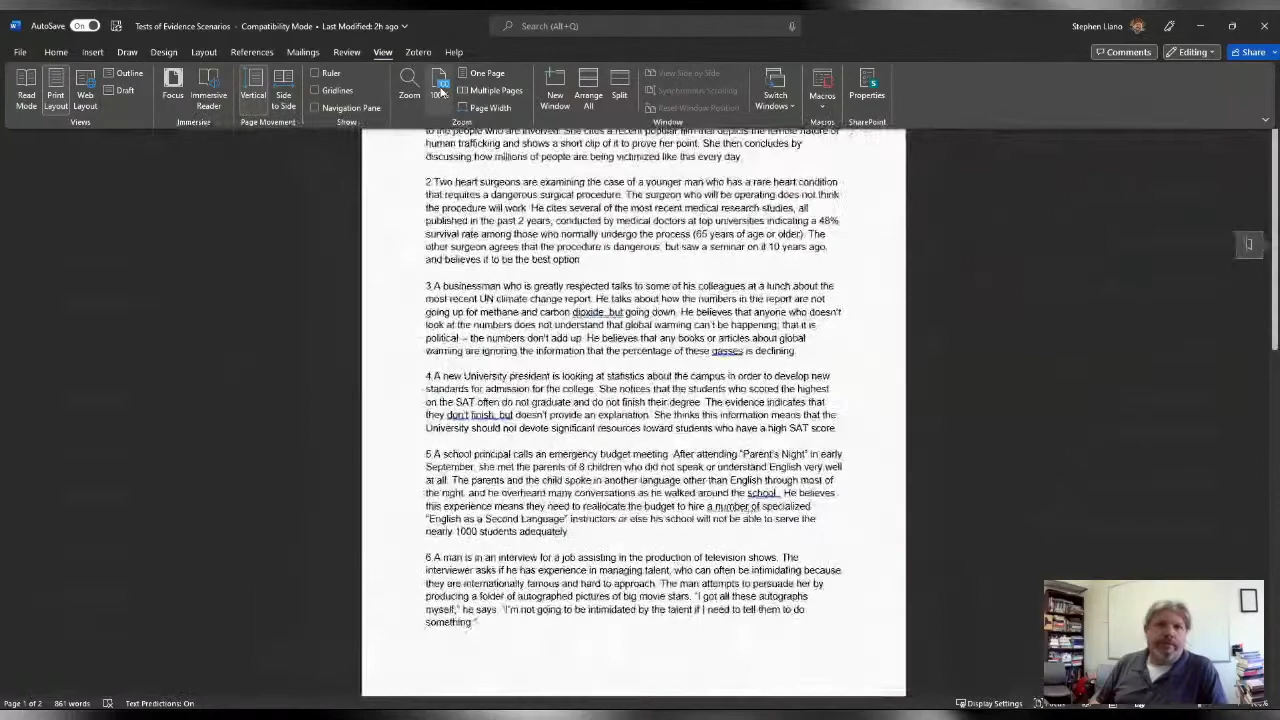 AutoSave On Tests of Evidence Scenarios - Compatibility Mode • Last Modified: 2h ago Search (Alt+Q) Stephen Llano
File Home Insert Draw Design Layout References Mailings Review View Zotero Help Comments Editing Share
Read Mode Print Layout Web Layout Outline Draft Focus Immersive Reader Vertical Side to Side Ruler Gridlines Navigation Pane Zoom 100% One Page Multiple Pages Page Width New Window Arrange All Split View Side by Side Synchronous Scrolling Reset Window Position Switch Windows Macros Properties
Views Immersive Page Movement Show Zoom Window Macros SharePoint
to the people who are involved. She cites a recent popular film that depicts the terrible nature of
human trafficking and shows a short clip of it to prove her point. She then concludes by
discussing how millions of people are being victimized like this every day.
2.Two heart surgeons are examining the case of a younger man who has a rare heart condition
that requires a dangerous surgical procedure. The surgeon who will be operating does not think
the procedure will work. He cites several of the most recent medical research studies, all
published in the past 2 years, conducted by medical doctors at top universities indicating a 48%
survival rate among those who normally undergo the process (65 years of age or older). The
other surgeon agrees that the procedure is dangerous, but saw a seminar on it 10 years ago,
and believes it to be the best option
3.A businessman who is greatly respected talks to some of his colleagues at a lunch about the
most recent UN climate change report. He talks about how the numbers in the report are not
going up for methane and carbon dioxide, but going down. He believes that anyone who doesn't
look at the numbers does not understand that global warming can't be happening; that it is
political – the numbers don't add up. He believes that any books or articles about global
warming are ignoring the information that the percentage of these gasses is declining.
4.A new University president is looking at statistics about the campus in order to develop new
standards for admission for the college. She notices that the students who scored the highest
on the SAT often do not graduate and do not finish their degree. The evidence indicates that
they don't finish, but doesn't provide an explanation. She thinks this information means that the
University should not devote significant resources toward students who have a high SAT score.
5.A school principal calls an emergency budget meeting. After attending "Parent's Night" in early
September, she met the parents of 8 children who did not speak or understand English very well
at all. The parents and the child spoke in another language other than English through most of
the night, and he overheard many conversations as he walked around the school. He believes
this experience means they need to reallocate the budget to hire a number of specialized
"English as a Second Language" instructors or else his school will not be able to serve the
nearly 1000 students adequately.
6.A man is in an interview for a job assisting in the production of television shows. The
interviewer asks if he has experience in managing talent, who can often be intimidating because
they are internationally famous and hard to approach. The man attempts to persuade her by
producing a folder of autographed pictures of big movie stars. "I got all these autographs
myself," he says. "I'm not going to be intimidated by the talent if I need to tell them to do
something."
Page 1 of 2 861 words Text Predictions: On Display Settings